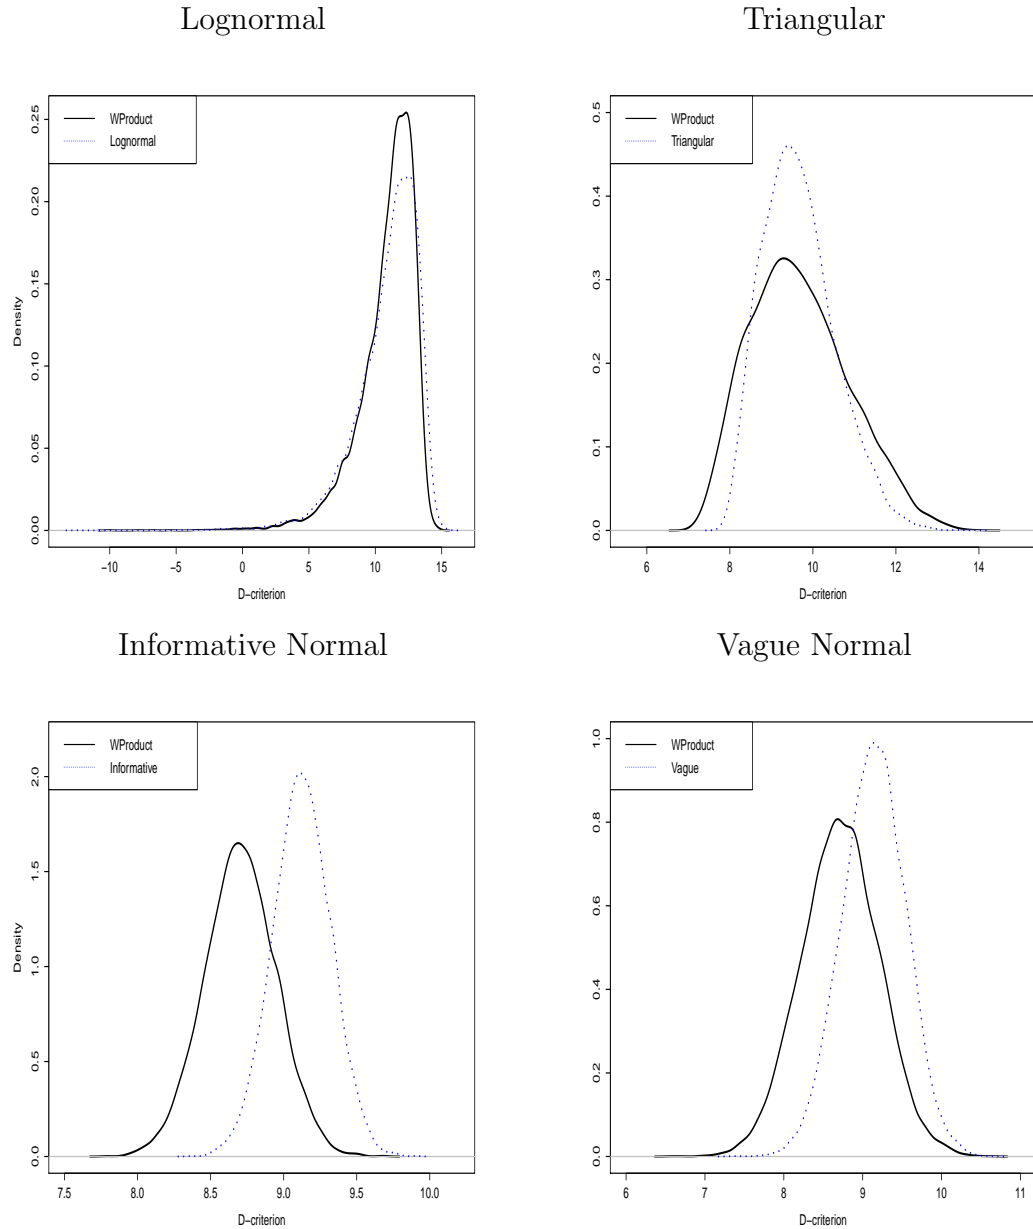 Lognormal
WProduct
Lognormal
Density
0.00 0.05 0.10 0.15 0.20 0.25
−10 −5 0 5 10 15
D−criterion
Triangular
WProduct
Triangular
0.0 0.1 0.2 0.3 0.4 0.5
6 8 10 12 14
D−criterion
Informative Normal
WProduct
Informative
Density
0.0 0.5 1.0 1.5 2.0
7.5 8.0 8.5 9.0 9.5 10.0
D−criterion
Vague Normal
WProduct
Vague
0.0 0.2 0.4 0.6 0.8 1.0
6 7 8 9 10 11
D−criterion